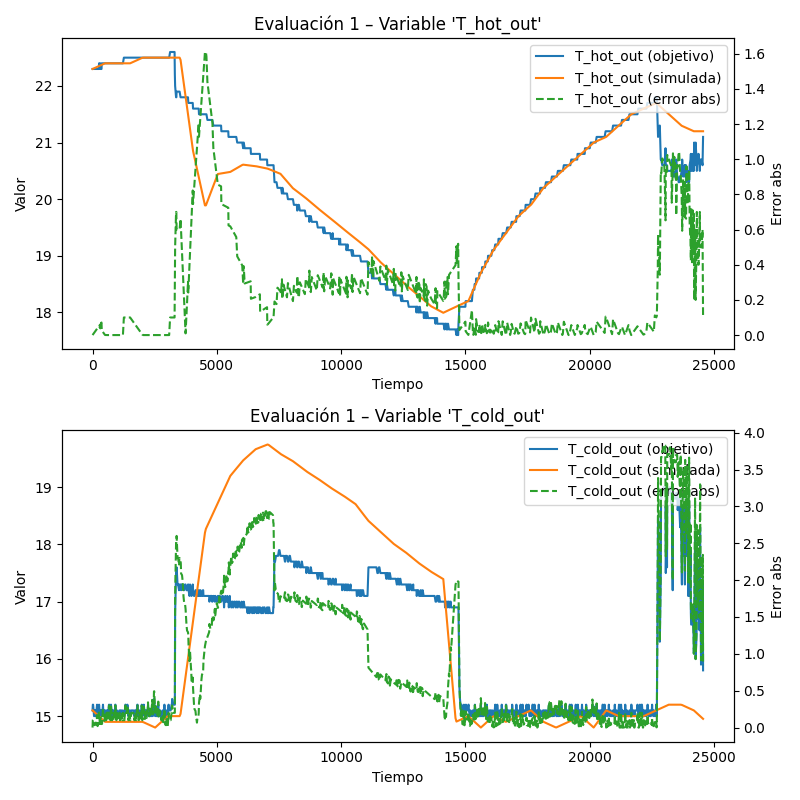 Evaluación 1 – Variable 'T_hot_out'
T_hot_out (objetivo)
T_hot_out (simulada)
T_hot_out (error abs)
Valor
22
21
20
19
18
1.6
1.4
1.2
1.0
0.8
0.6
0.4
0.2
0.0
Error abs
0
5000
10000
15000
20000
25000
Tiempo
Evaluación 1 – Variable 'T_cold_out'
T_cold_out (objetivo)
T_cold_out (simulada)
T_cold_out (error abs)
Valor
19
18
17
16
15
4.0
3.5
3.0
2.5
2.0
1.5
1.0
0.5
0.0
Error abs
0
5000
10000
15000
20000
25000
Tiempo